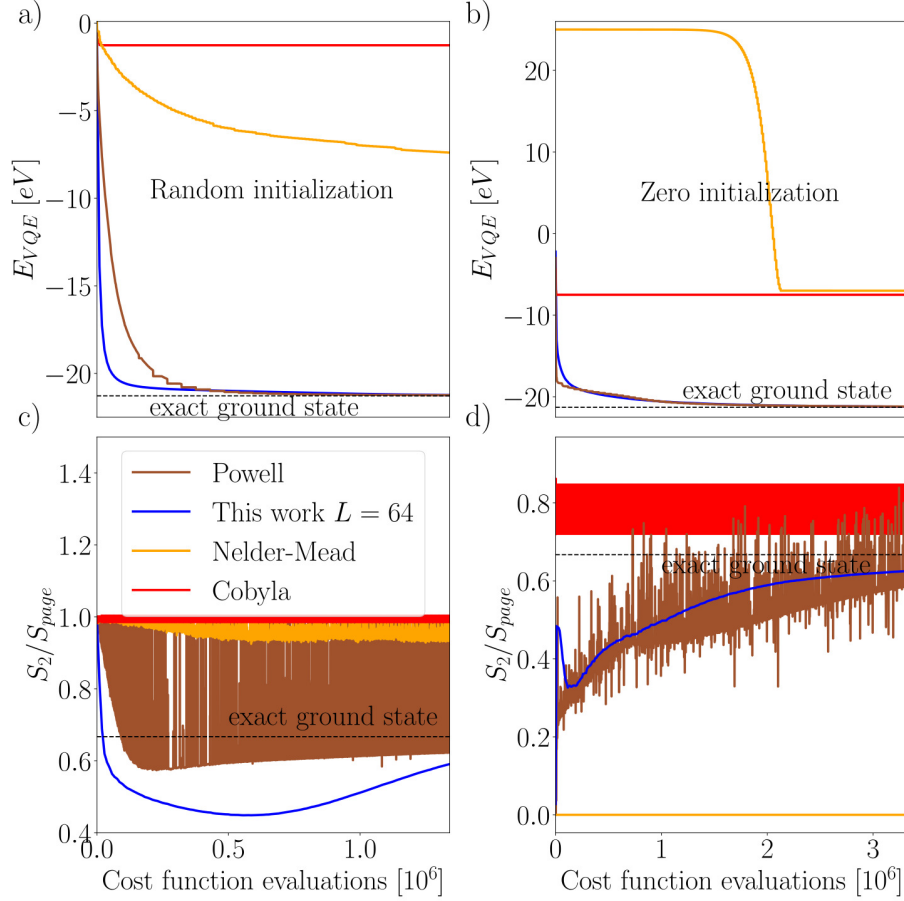 a)
0
−5
−10
−15
−20
E_{VQE} [eV]
Random initialization
exact ground state
b)
20
10
0
−10
−20
E_{VQE} [eV]
Zero initialization
exact ground state
c)
1.4
1.2
1.0
0.8
0.6
0.4
S_2/S_{page}
Powell
This work L = 64
Nelder-Mead
Cobyla
exact ground state
0.0
0.5
1.0
Cost function evaluations [10^6]
d)
0.8
0.6
0.4
0.2
0.0
S_2/S_{page}
exact ground state
0
1
2
3
Cost function evaluations [10^6]